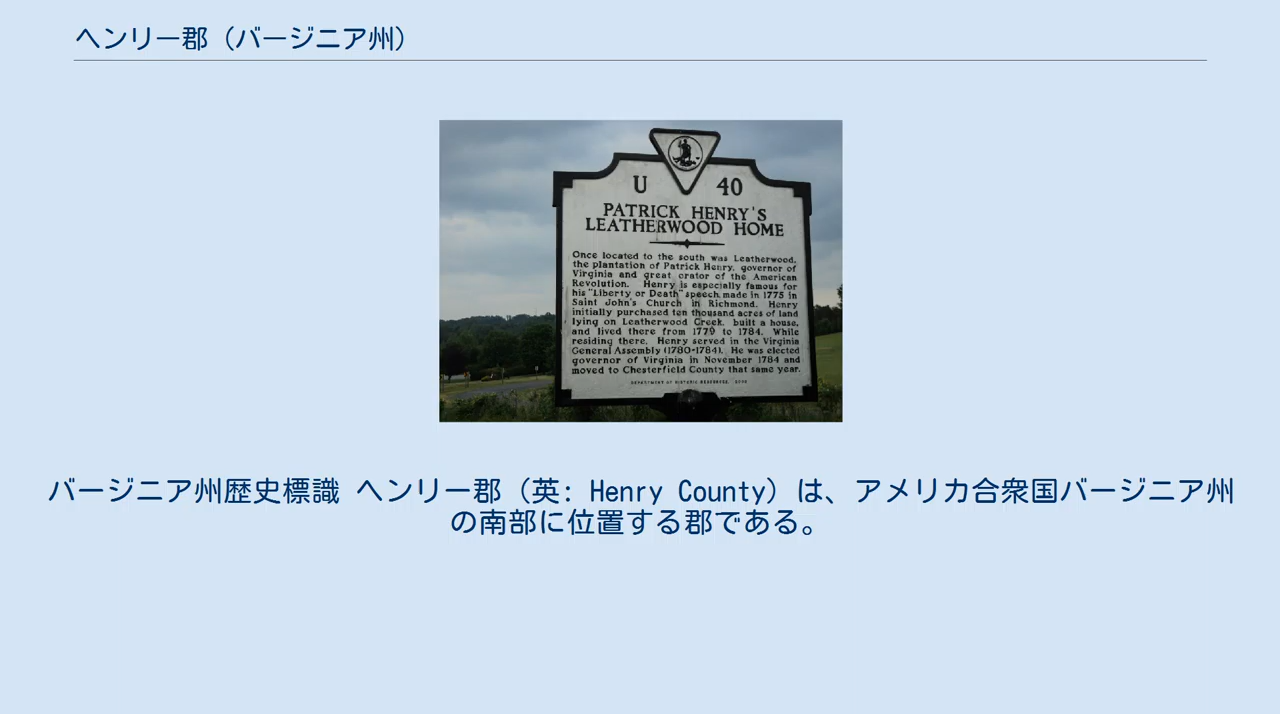 ヘンリー郡（バージニア州）
U 40
PATRICK HENRY'S
LEATHERWOOD HOME
Once located to the south was Leatherwood,
the plantation of Patrick Henry, governor of
Virginia and great orator of the American
Revolution. Henry is especially famous for
his "Liberty or Death" speech made in 1775 in
Saint John's Church in Richmond. Henry
initially purchased ten thousand acres of land
lying on Leatherwood Creek, built a house,
and lived there from 1779 to 1784. While
residing there, Henry served in the Virginia
General Assembly (1780-1784). He was elected
governor of Virginia in November 1784 and
moved to Chesterfield County that same year.
DEPARTMENT OF HISTORIC RESOURCES,
バージニア州歴史標識 ヘンリー郡（英: Henry County）は、アメリカ合衆国バージニア州
の南部に位置する郡である。